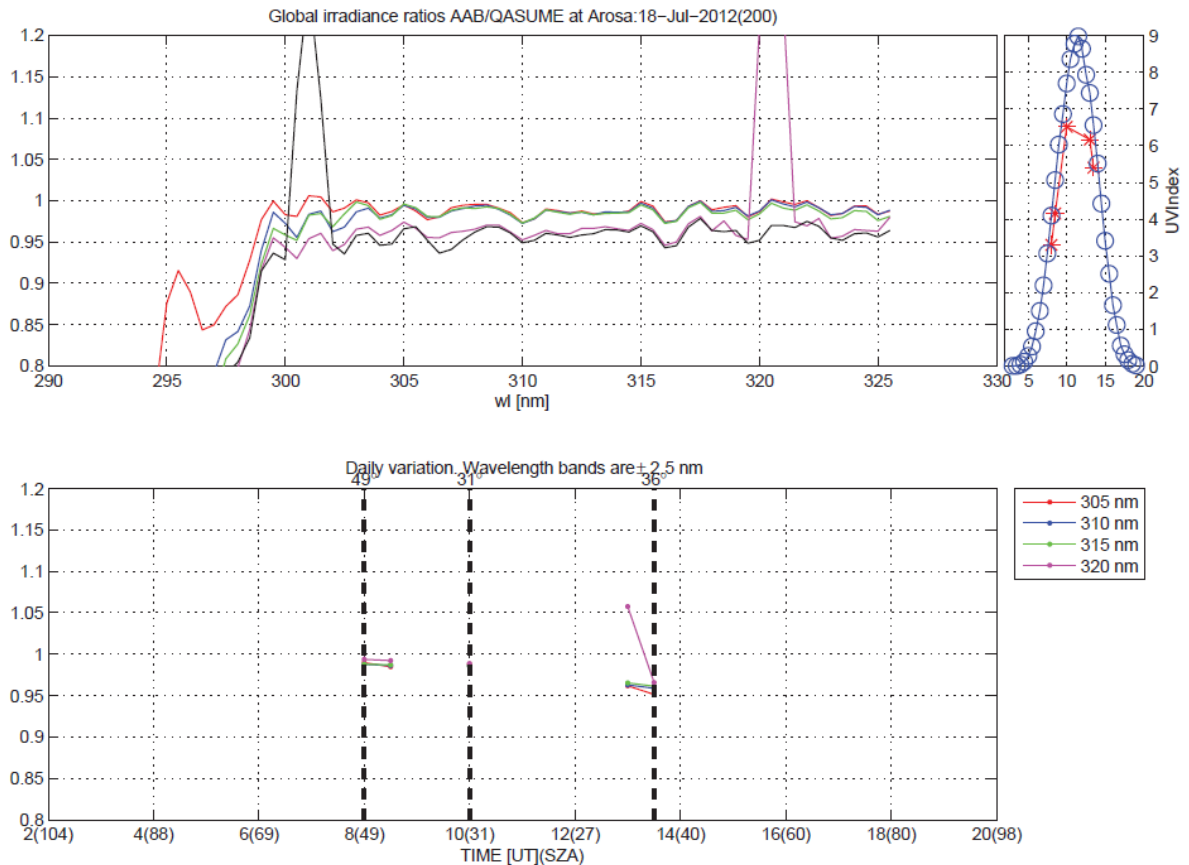 Global irradiance ratios AAB/QASUME at Arosa:18−Jul−2012(200)
1.2
1.15
1.1
1.05
1
0.95
0.9
0.85
0.8
290 295 300 305 310 315 320 325 330
wl [nm]
9
8
7
6
5
4
3
2
1
0
UVIndex
5 10 15 20
Daily variation. Wavelength bands are± 2.5 nm
49° 31° 36°
1.2
1.15
1.1
1.05
1
0.95
0.9
0.85
0.8
2(104) 4(88) 6(69) 8(49) 10(31) 12(27) 14(40) 16(60) 18(80) 20(98)
TIME [UT](SZA)
305 nm
310 nm
315 nm
320 nm